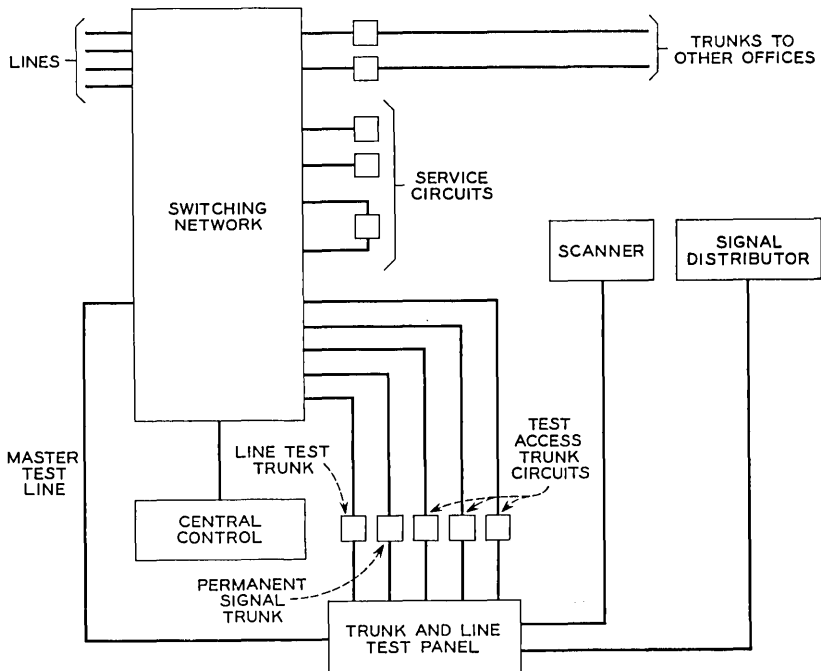 LINES
TRUNKS TO
OTHER OFFICES
SERVICE
CIRCUITS
SWITCHING
NETWORK
SCANNER
SIGNAL
DISTRIBUTOR
MASTER
TEST
LINE
LINE TEST
TRUNK
TEST
ACCESS
TRUNK
CIRCUITS
CENTRAL
CONTROL
PERMANENT
SIGNAL
TRUNK
TRUNK AND LINE
TEST PANEL